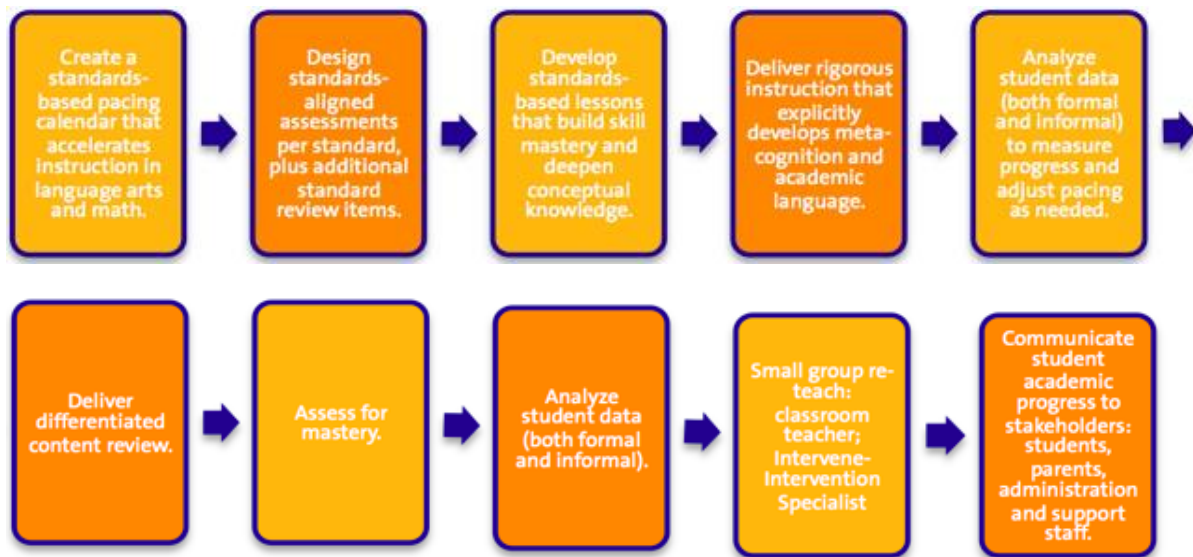 Create a
standards-
based pacing
calendar that
accelerates
instruction in
language arts
and math.
Design
standards-
aligned
assessments
per standard,
plus additional
standard
review items.
Develop
standards-
based lessons
that build skill
mastery and
deepen
conceptual
knowledge.
Deliver rigorous
instruction that
explicitly
develops meta-
cognition and
academic
language.
Analyze
student data
(both formal
and informal)
to measure
progress and
adjust pacing
as needed.
Deliver
differentiated
content review.
Assess for
mastery.
Analyze
student data
(both formal
and informal).
Small group re-
teach:
classroom
teacher;
Intervene-
Intervention
Specialist
Communicate
student
academic
progress to
stakeholders:
students,
parents,
administration
and support
staff.